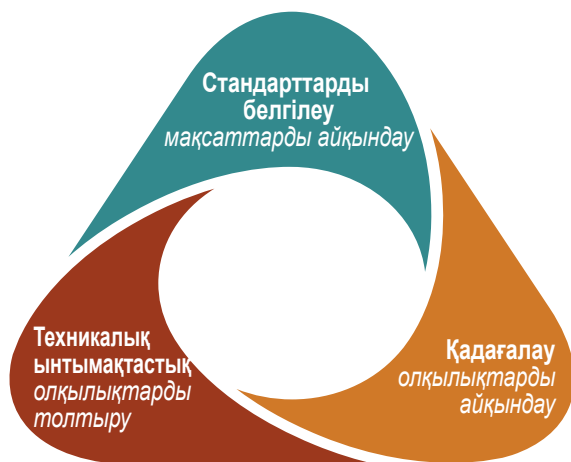 Стандарттарды
белгілеу
мақсаттарды айқындау
Техникалық
ынтымақтастық
олқылықтарды
толтыру
Қадағалау
олқылықтарды
айқындау